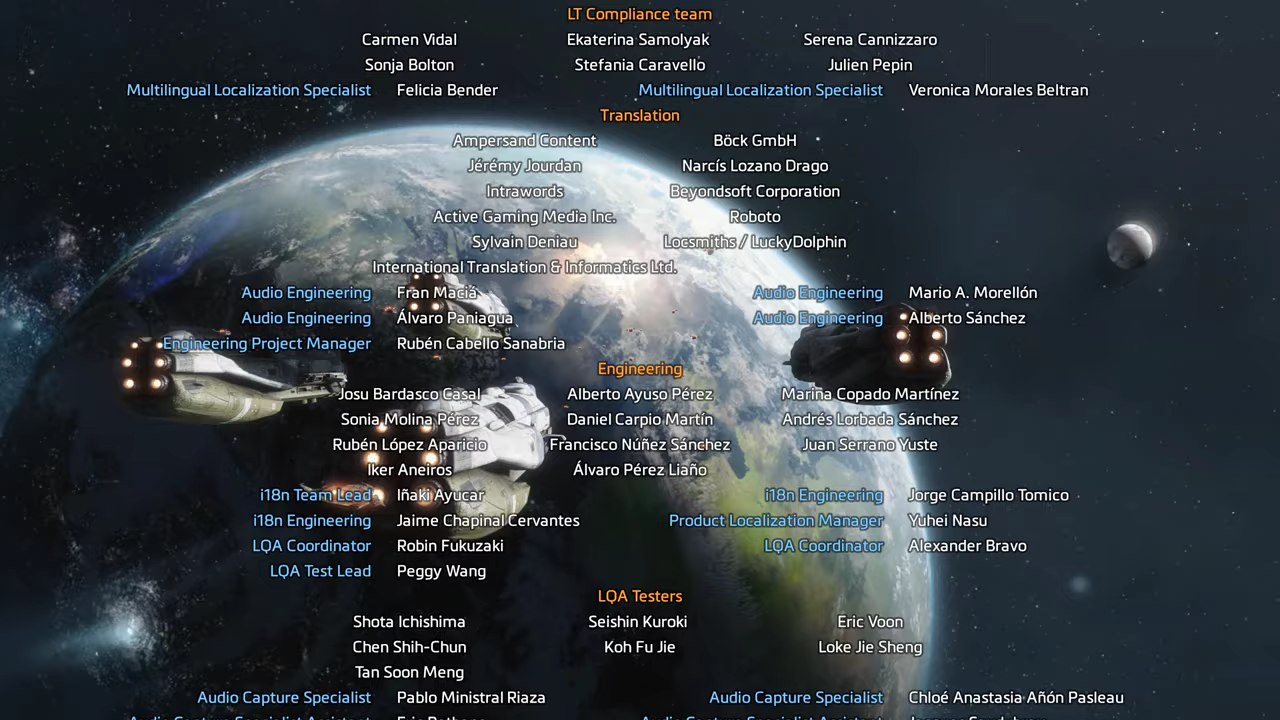 LT Compliance team
Carmen Vidal Ekaterina Samolyak Serena Cannizzaro
Sonja Bolton Stefania Caravello Julien Pepin
Multilingual Localization Specialist Felicia Bender Multilingual Localization Specialist Veronica Morales Beltran
Translation
Ampersand Content Böck GmbH
Jérémy Jourdan Narcís Lozano Drago
Intrawords Beyondsoft Corporation
Active Gaming Media Inc. Roboto
Sylvain Deniau Locsmiths / LuckyDolphin
International Translation & Informatics Ltd.
Audio Engineering Fran Maciá Audio Engineering Mario A. Morellón
Audio Engineering Álvaro Paniagua Audio Engineering Alberto Sánchez
Engineering Project Manager Rubén Cabello Sanabria
Engineering
Josu Bardasco Casal Alberto Ayuso Pérez Marina Copado Martínez
Sonia Molina Pérez Daniel Carpio Martín Andrés Lorbada Sánchez
Rubén López Aparicio Francisco Núñez Sánchez Juan Serrano Yuste
Iker Aneiros Álvaro Pérez Liaño
i18n Team Lead Iñaki Ayucar i18n Engineering Jorge Campillo Tomico
i18n Engineering Jaime Chapinal Cervantes Product Localization Manager Yuhei Nasu
LQA Coordinator Robin Fukuzaki LQA Coordinator Alexander Bravo
LQA Test Lead Peggy Wang
LQA Testers
Shota Ichishima Seishin Kuroki Eric Voon
Chen Shih-Chun Koh Fu Jie Loke Jie Sheng
Tan Soon Meng
Audio Capture Specialist Pablo Ministral Riaza Audio Capture Specialist Chloé Anastasia Añón Pasleau
Audio Capture Specialist Assistant Audio Capture Specialist Assistant